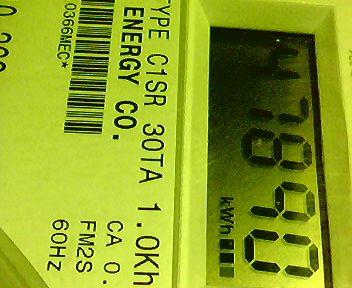 47890
kWh
TYPE C1SR 30TA 1.0Kh
ENERGY CO.
CA 0.
FM2S
60HZ
0366MEC*